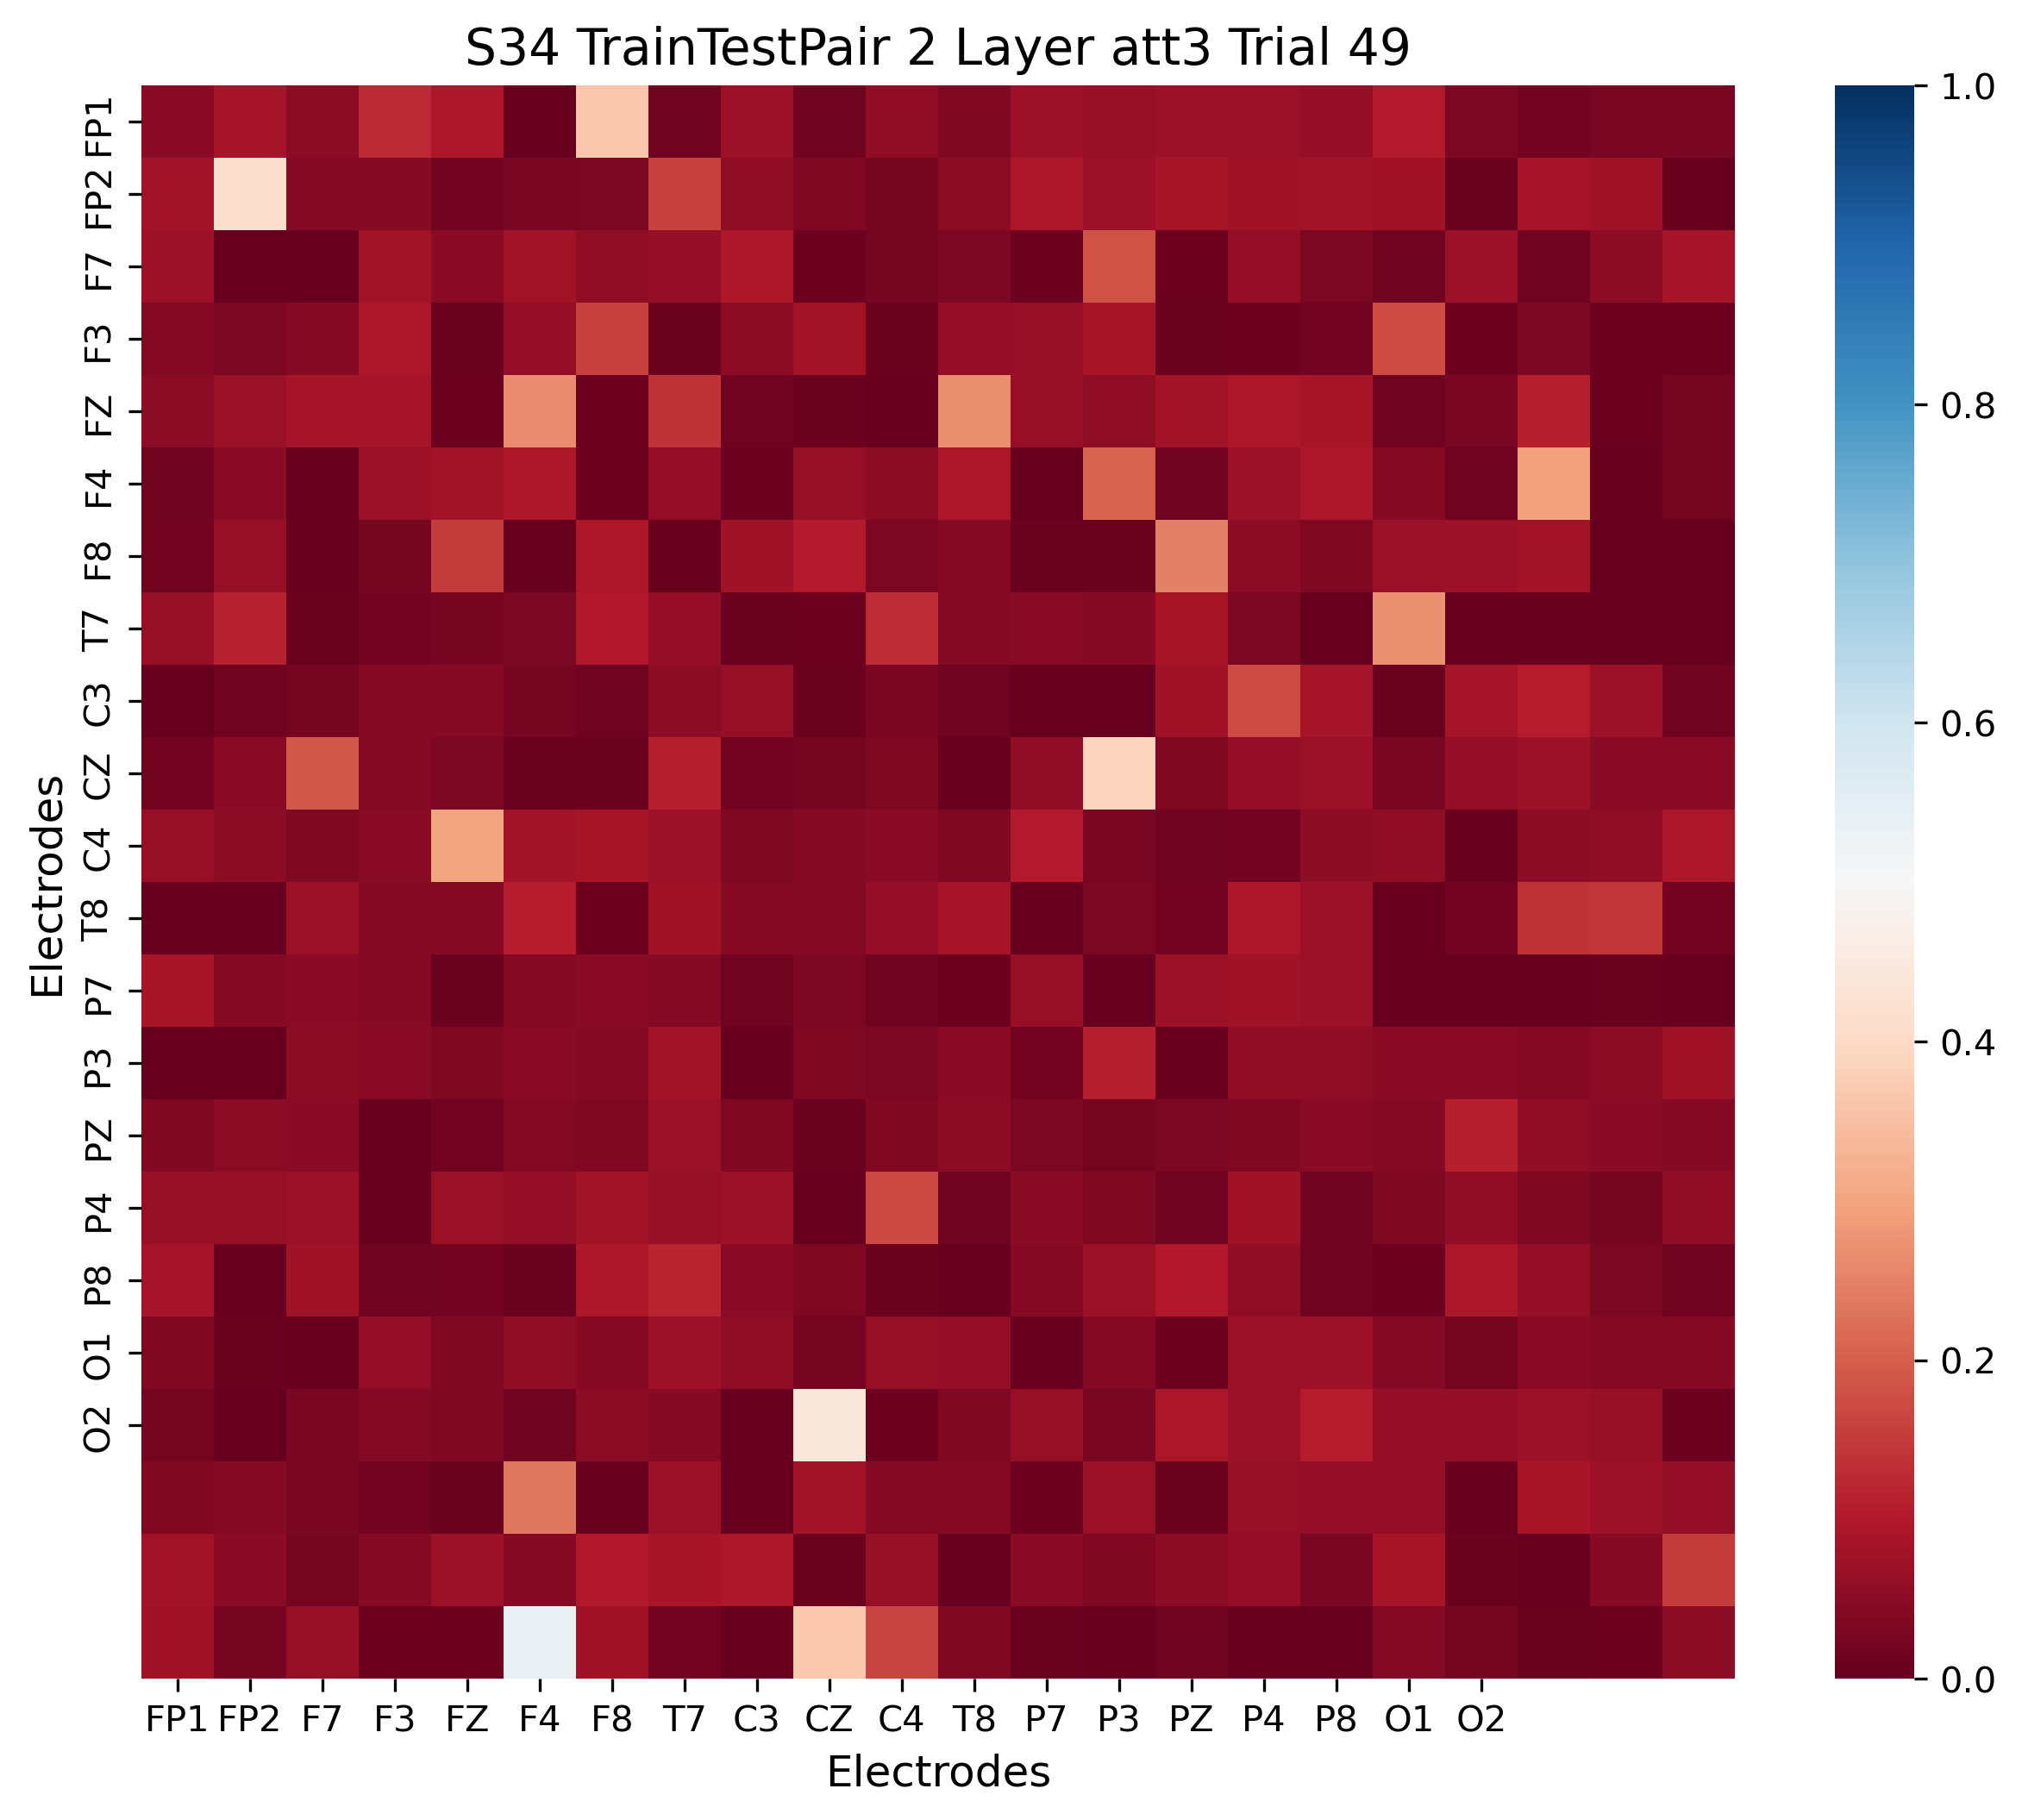 S34 TrainTestPair 2 Layer att3 Trial 49
Electrodes
FP1
FP2
F7
F3
FZ
F4
F8
T7
C3
CZ
C4
T8
P7
P3
PZ
P4
P8
O1
O2
FP1 FP2 F7 F3 FZ F4 F8 T7 C3 CZ C4 T8 P7 P3 PZ P4 P8 O1 O2
Electrodes
1.0
0.8
0.6
0.4
0.2
0.0